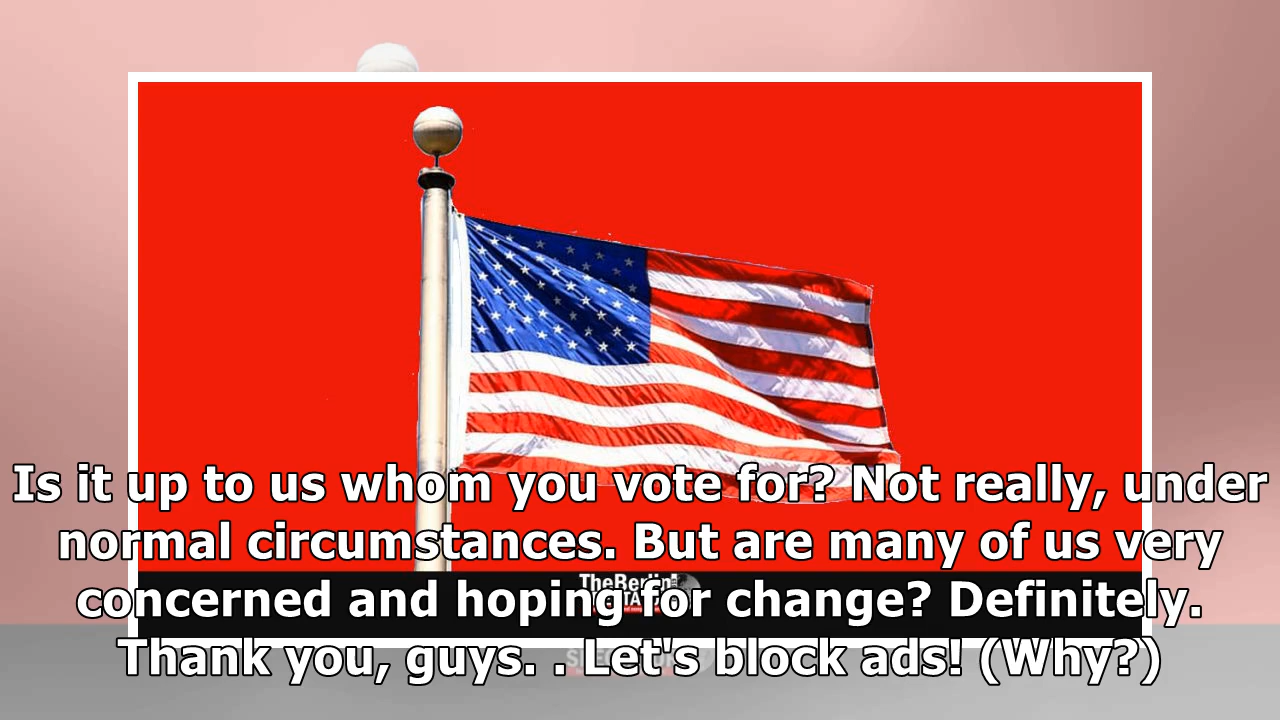 Is it up to us whom you vote for? Not really, under
normal circumstances. But are many of us very
concerned and hoping for change? Definitely.
Thank you, guys. . Let's block ads! (Why?)
TheBerlin